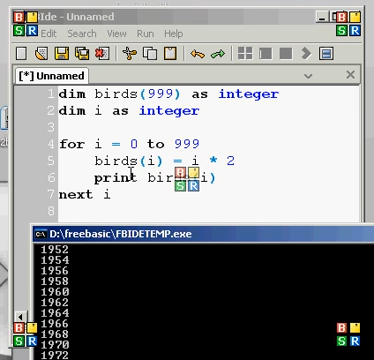 Ide - Unnamed
Edit Search View Run Help
[*] Unnamed
1 dim birds(999) as integer
2 dim i as integer
3
4 for i = 0 to 999
5 birds(i) = i * 2
6 print birds(i)
7 next i
8
D:\freebasic\FBIDETEMP.exe
1952
1954
1956
1958
1960
1962
1964
1966
1968
1970
1972
B
S R
B
S R
B
S R
B
S R
B
S R